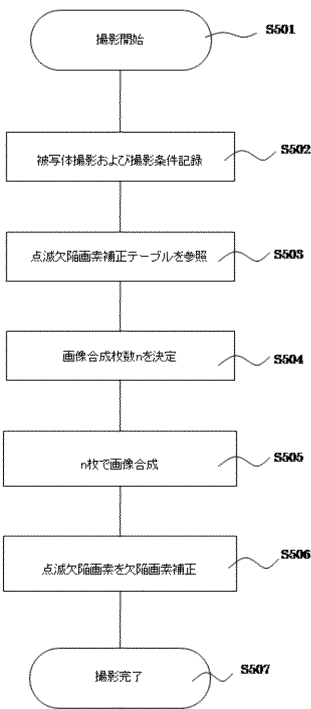 撮影開始
S501
被写体撮影および撮影条件記録
S502
点滅欠陥画素補正テーブルを参照
S503
画像合成枚数nを決定
S504
n枚で画像合成
S505
点滅欠陥画素を欠陥画素補正
S506
撮影完了
S507